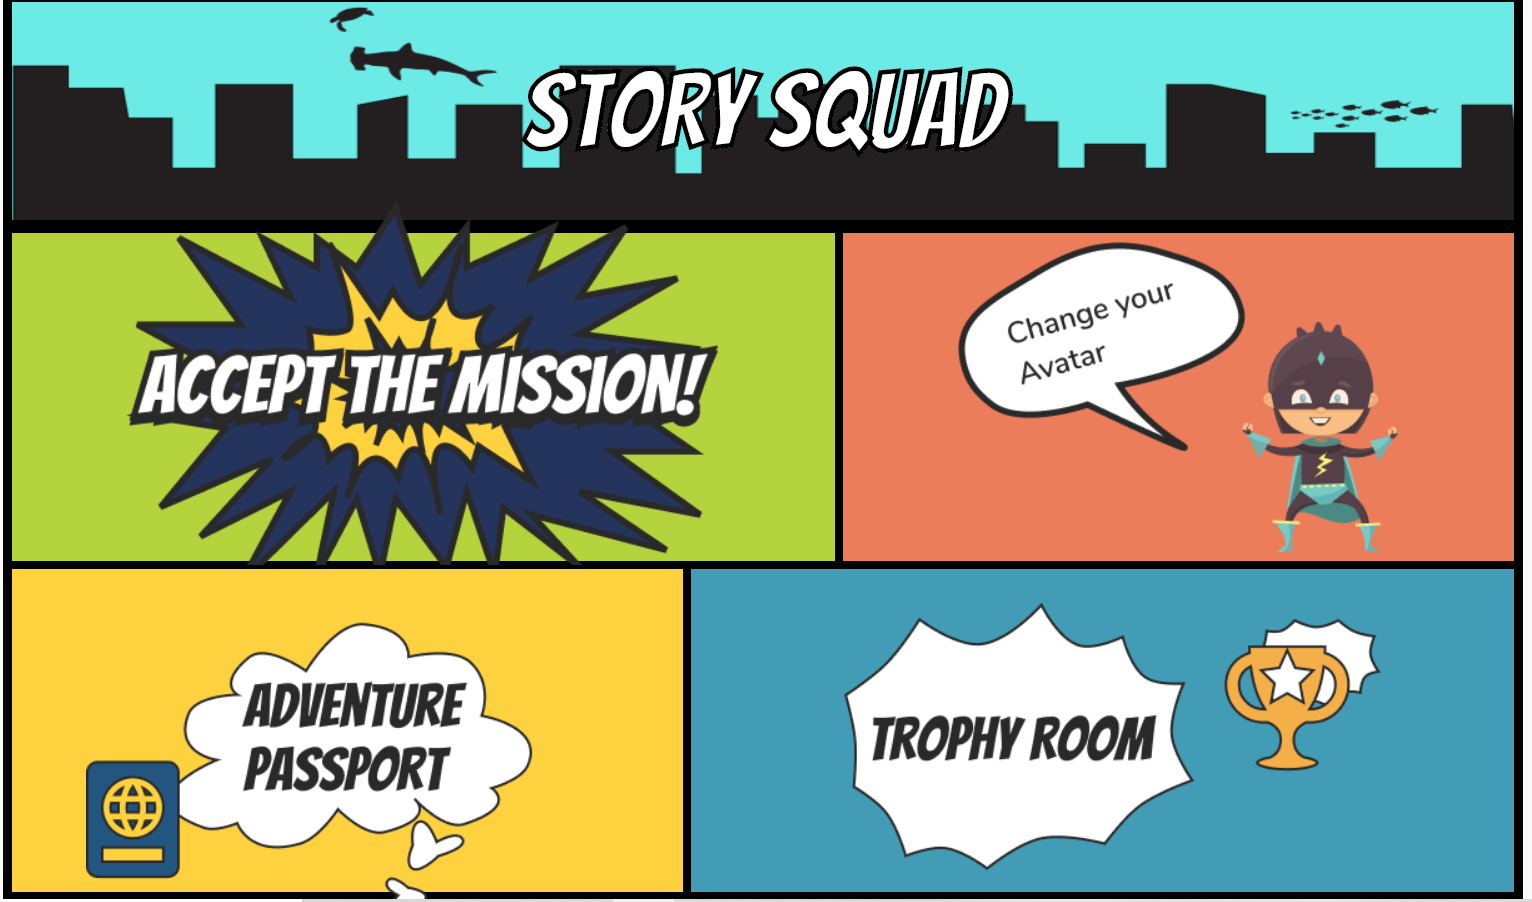 STORY SQUAD
ACCEPT THE MISSION!
Change your
Avatar
ADVENTURE
PASSPORT
TROPHY ROOM